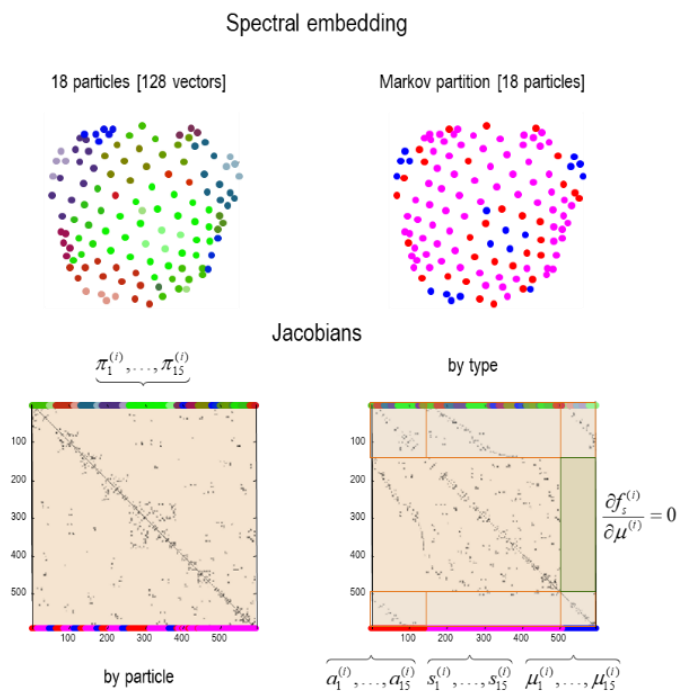 Spectral embedding
18 particles [128 vectors]
Markov partition [18 particles]
Jacobians
π₁⁽ⁱ⁾,…,π₁₅⁽ⁱ⁾
by type
100
200
300
400
500
100 200 300 400 500
by particle
100
200
300
400
500
100 200 300 400 500
∂fₛ⁽ⁱ⁾/∂μ⁽ⁱ⁾ = 0
a₁⁽ⁱ⁾,…,a₁₅⁽ⁱ⁾ s₁⁽ⁱ⁾,…,s₁₅⁽ⁱ⁾ μ₁⁽ⁱ⁾,…,μ₁₅⁽ⁱ⁾